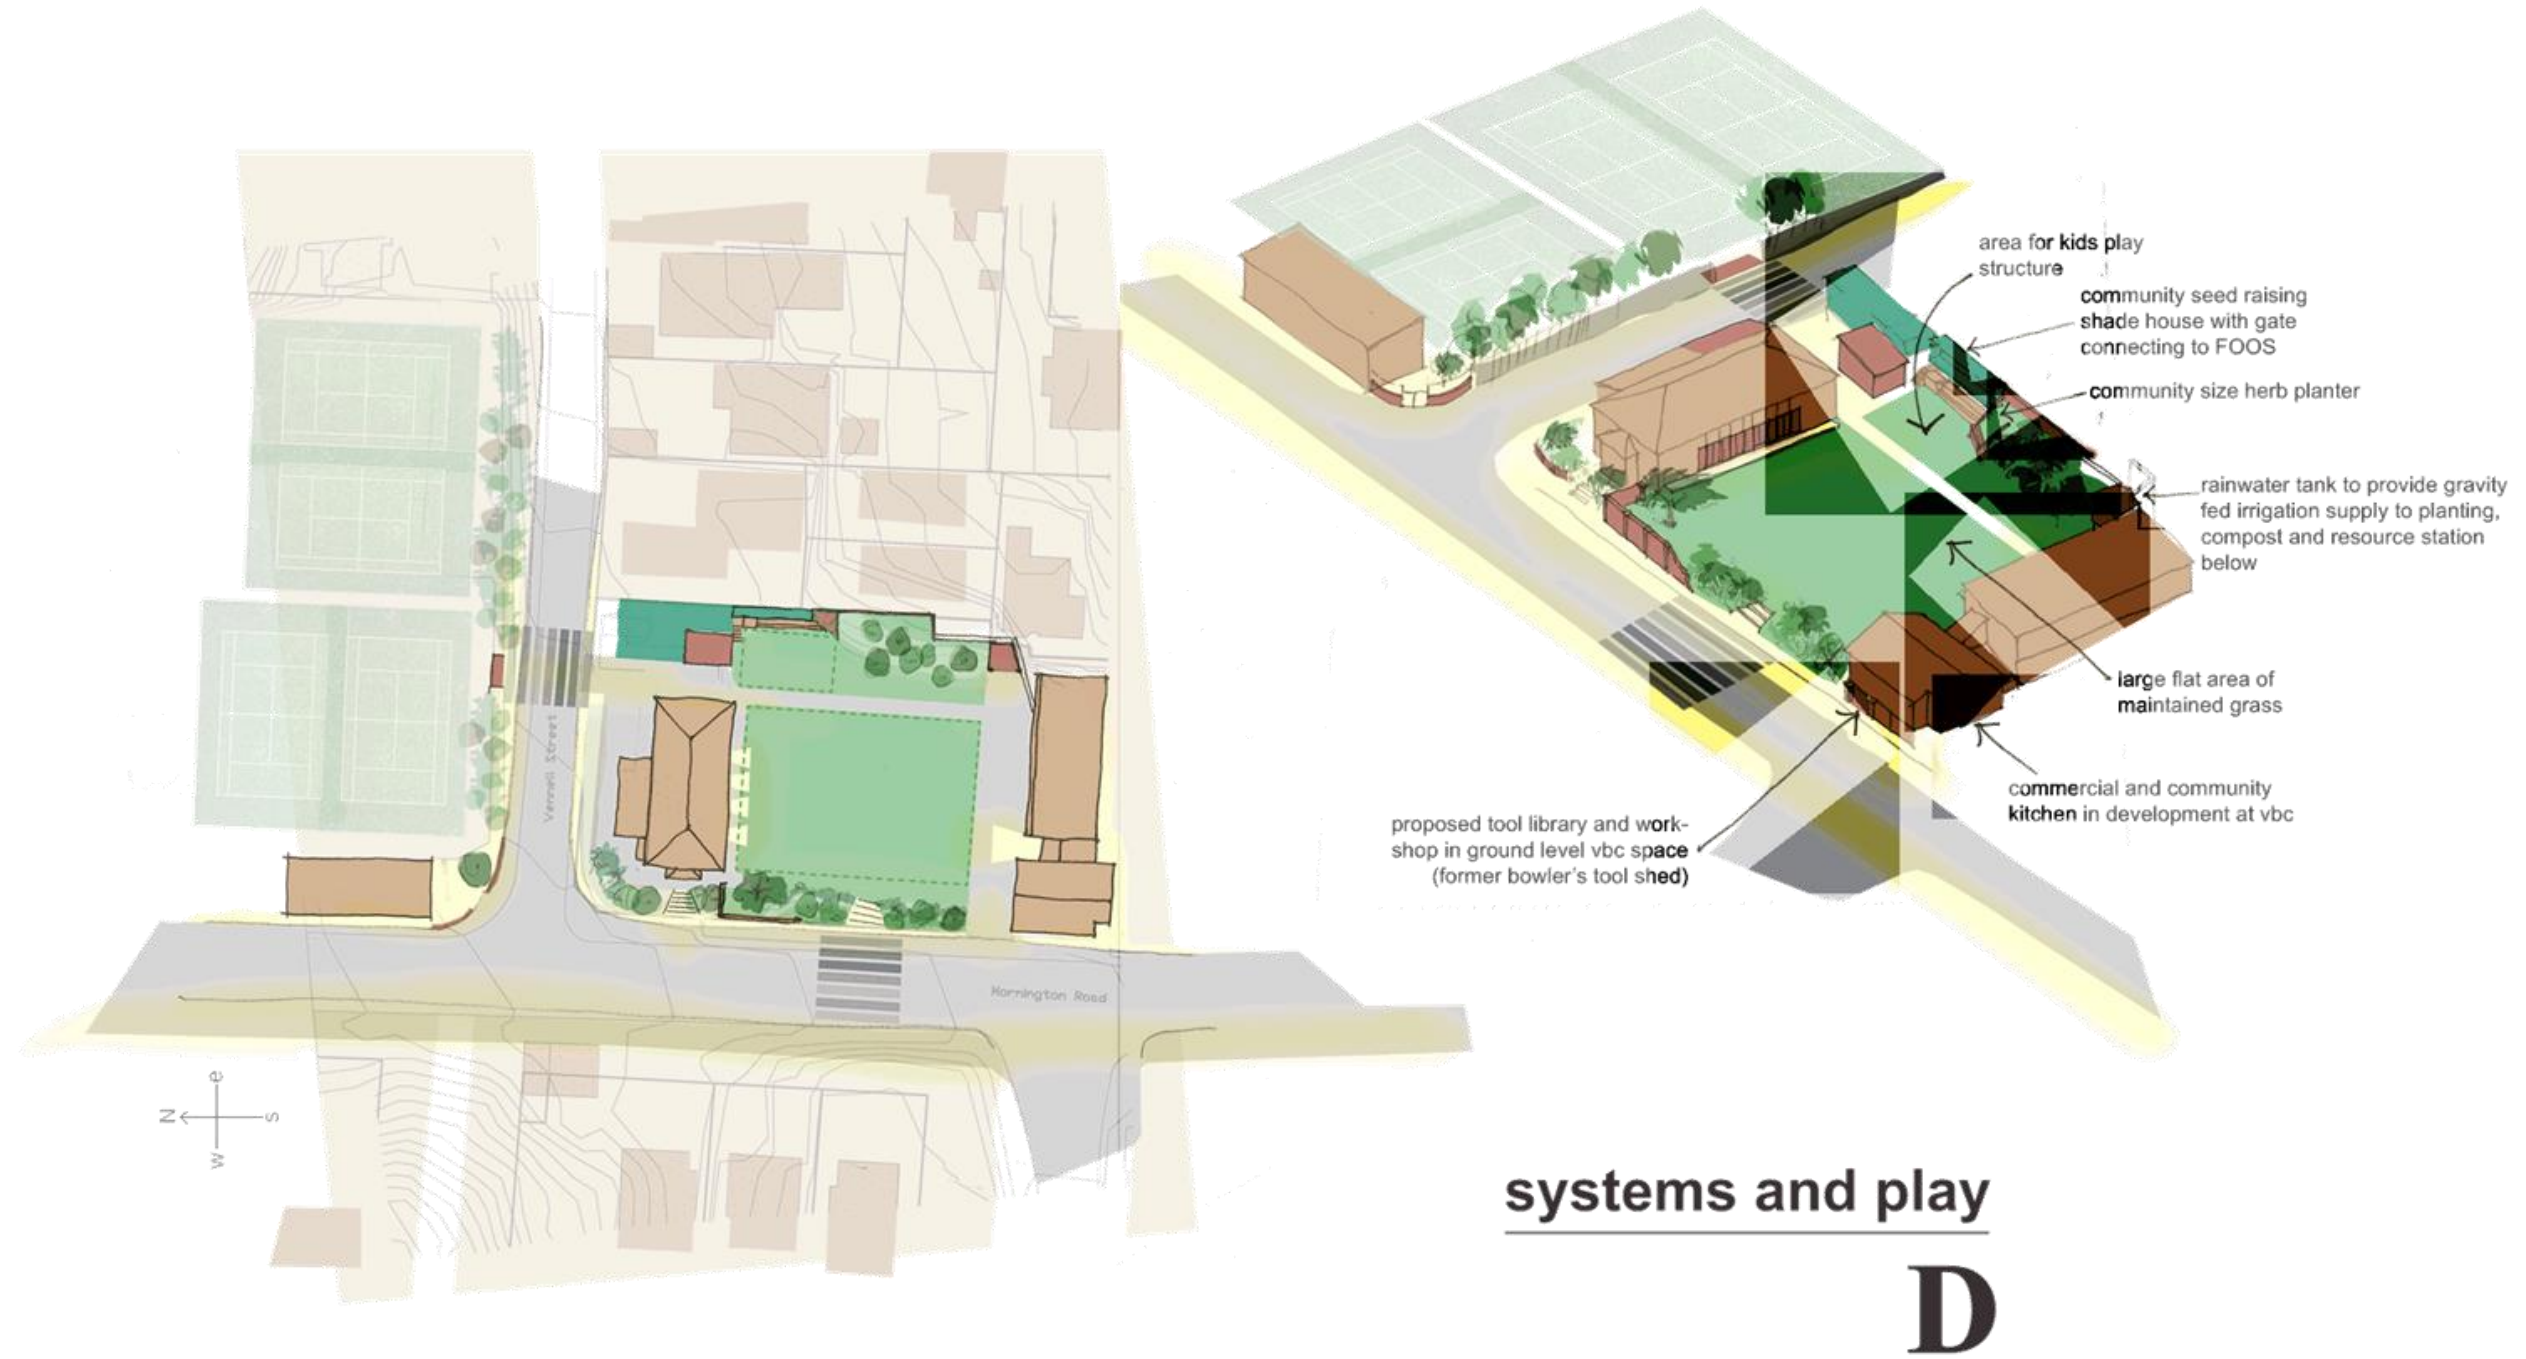 area for kids play
structure
community seed raising
shade house with gate
connecting to FOOS
community size herb planter
rainwater tank to provide gravity
fed irrigation supply to planting,
compost and resource station
below
large flat area of
maintained grass
commercial and community
kitchen in development at vbc
proposed tool library and work-
shop in ground level vbc space
(former bowler's tool shed)
Street
Mornington Road
e
N
s
w
systems and play
D